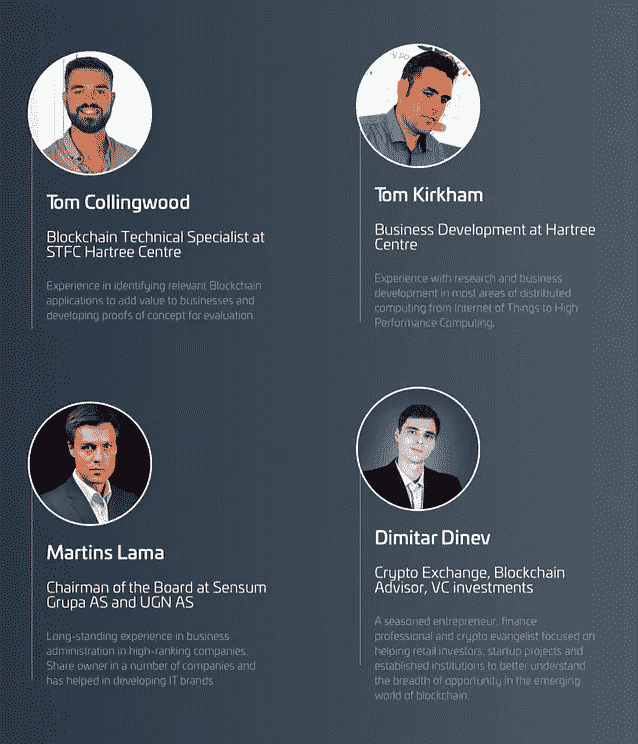 Tom Collingwood
Blockchain Technical Specialist at
STFC Hartree Centre
Experience in identifying relevant Blockchain
applications to add value to businesses and
developing proofs of concept for evaluation.
Tom Kirkham
Business Development at Hartree
Centre
Experience with research and business
development in most areas of distributed
computing from Internet of Things to High
Performance Computing.
Martins Lama
Chairman of the Board at Sensum
Grupa AS and UGN AS
Long-standing experience in business
administration in high-ranking companies.
Share owner in a number of companies and
has helped in developing IT brands
Dimitar Dinev
Crypto Exchange, Blockchain
Advisor, VC investments
A seasoned entrepreneur, finance
professional and crypto evangelist focused on
helping retail investors, startup projects and
established institutions to better understand
the breadth of opportunity in the emerging
world of blockchain.